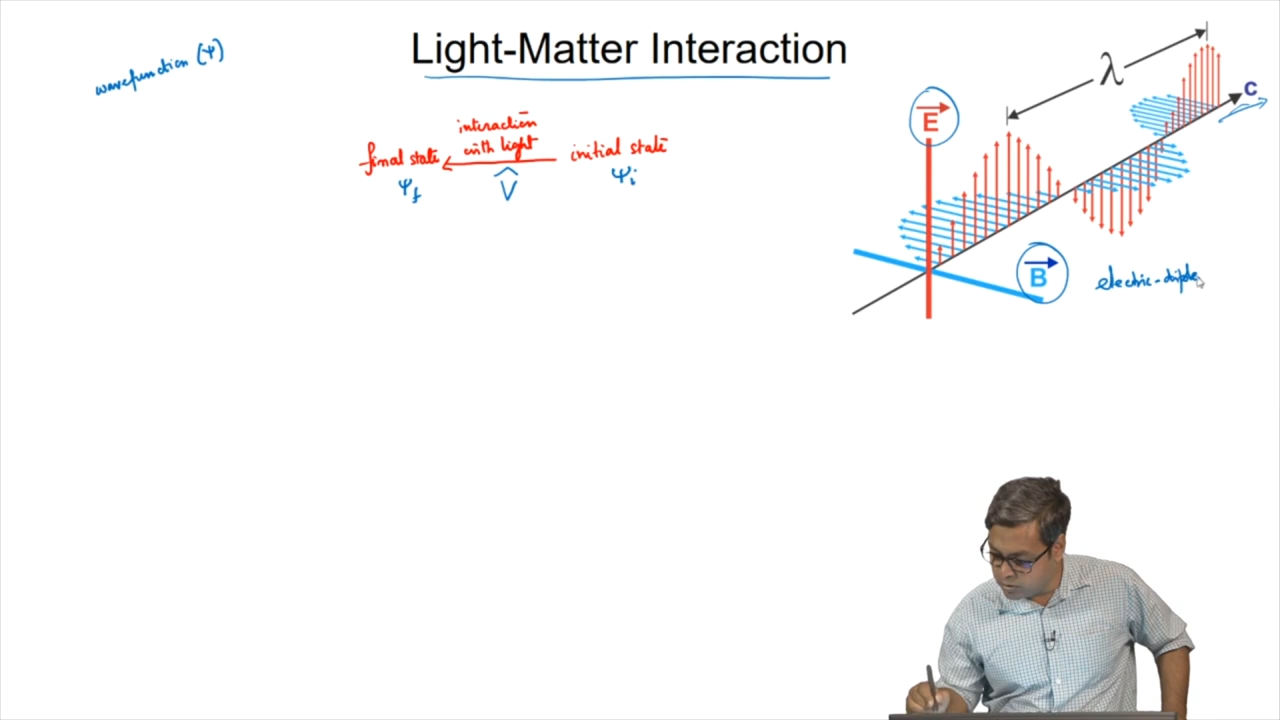 Light-Matter Interaction
wavefunction (Ψ)
interaction
with light
final state
initial state
Ψf
V̂
Ψi
λ
C
E
B
electric-dipole